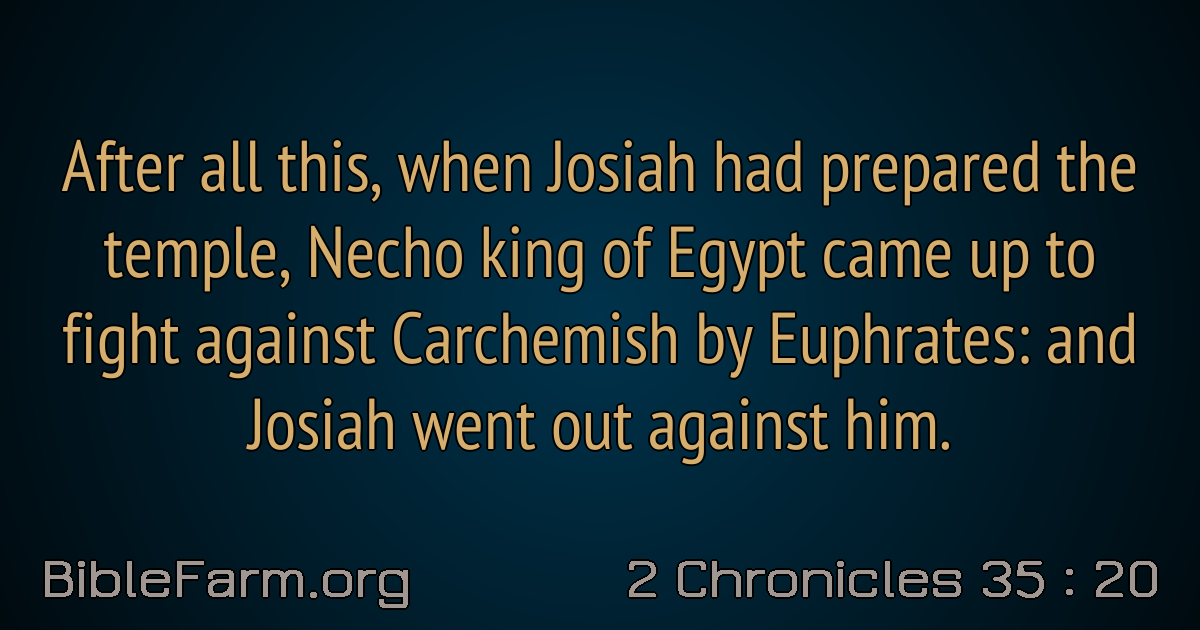 After all this, when Josiah had prepared the
temple, Necho king of Egypt came up to
fight against Carchemish by Euphrates: and
Josiah went out against him.
BibleFarm.org
2 Chronicles 35 : 20